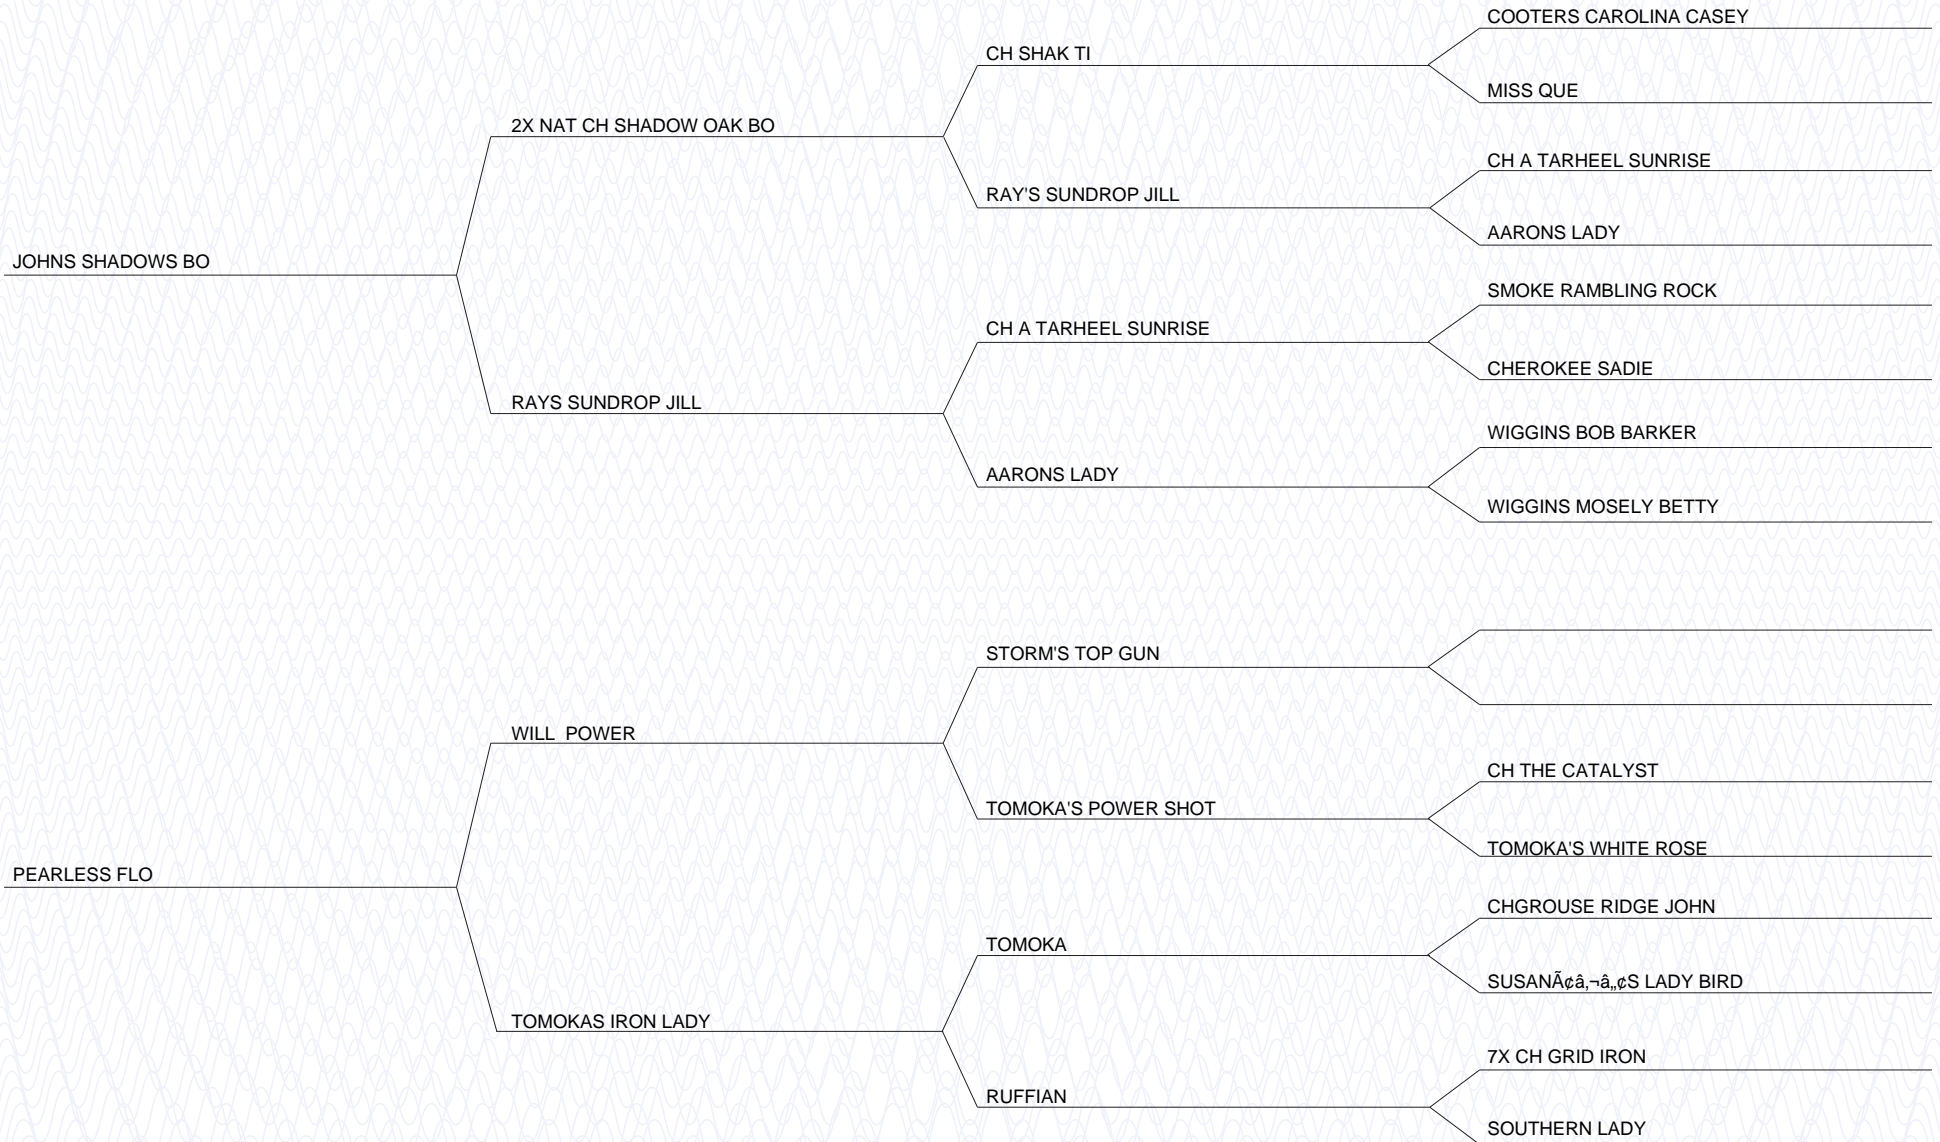 COOTERS CAROLINA CASEY
CH SHAK TI
MISS QUE
2X NAT CH SHADOW OAK BO
CH A TARHEEL SUNRISE
RAY'S SUNDROP JILL
AARONS LADY
JOHNS SHADOWS BO
SMOKE RAMBLING ROCK
CH A TARHEEL SUNRISE
CHEROKEE SADIE
RAYS SUNDROP JILL
WIGGINS BOB BARKER
AARONS LADY
WIGGINS MOSELY BETTY
STORM'S TOP GUN
WILL  POWER
CH THE CATALYST
TOMOKA'S POWER SHOT
TOMOKA'S WHITE ROSE
PEARLESS FLO
CHGROUSE RIDGE JOHN
TOMOKA
SUSANÃ¢â‚¬â„¢S LADY BIRD
TOMOKAS IRON LADY
7X CH GRID IRON
RUFFIAN
SOUTHERN LADY